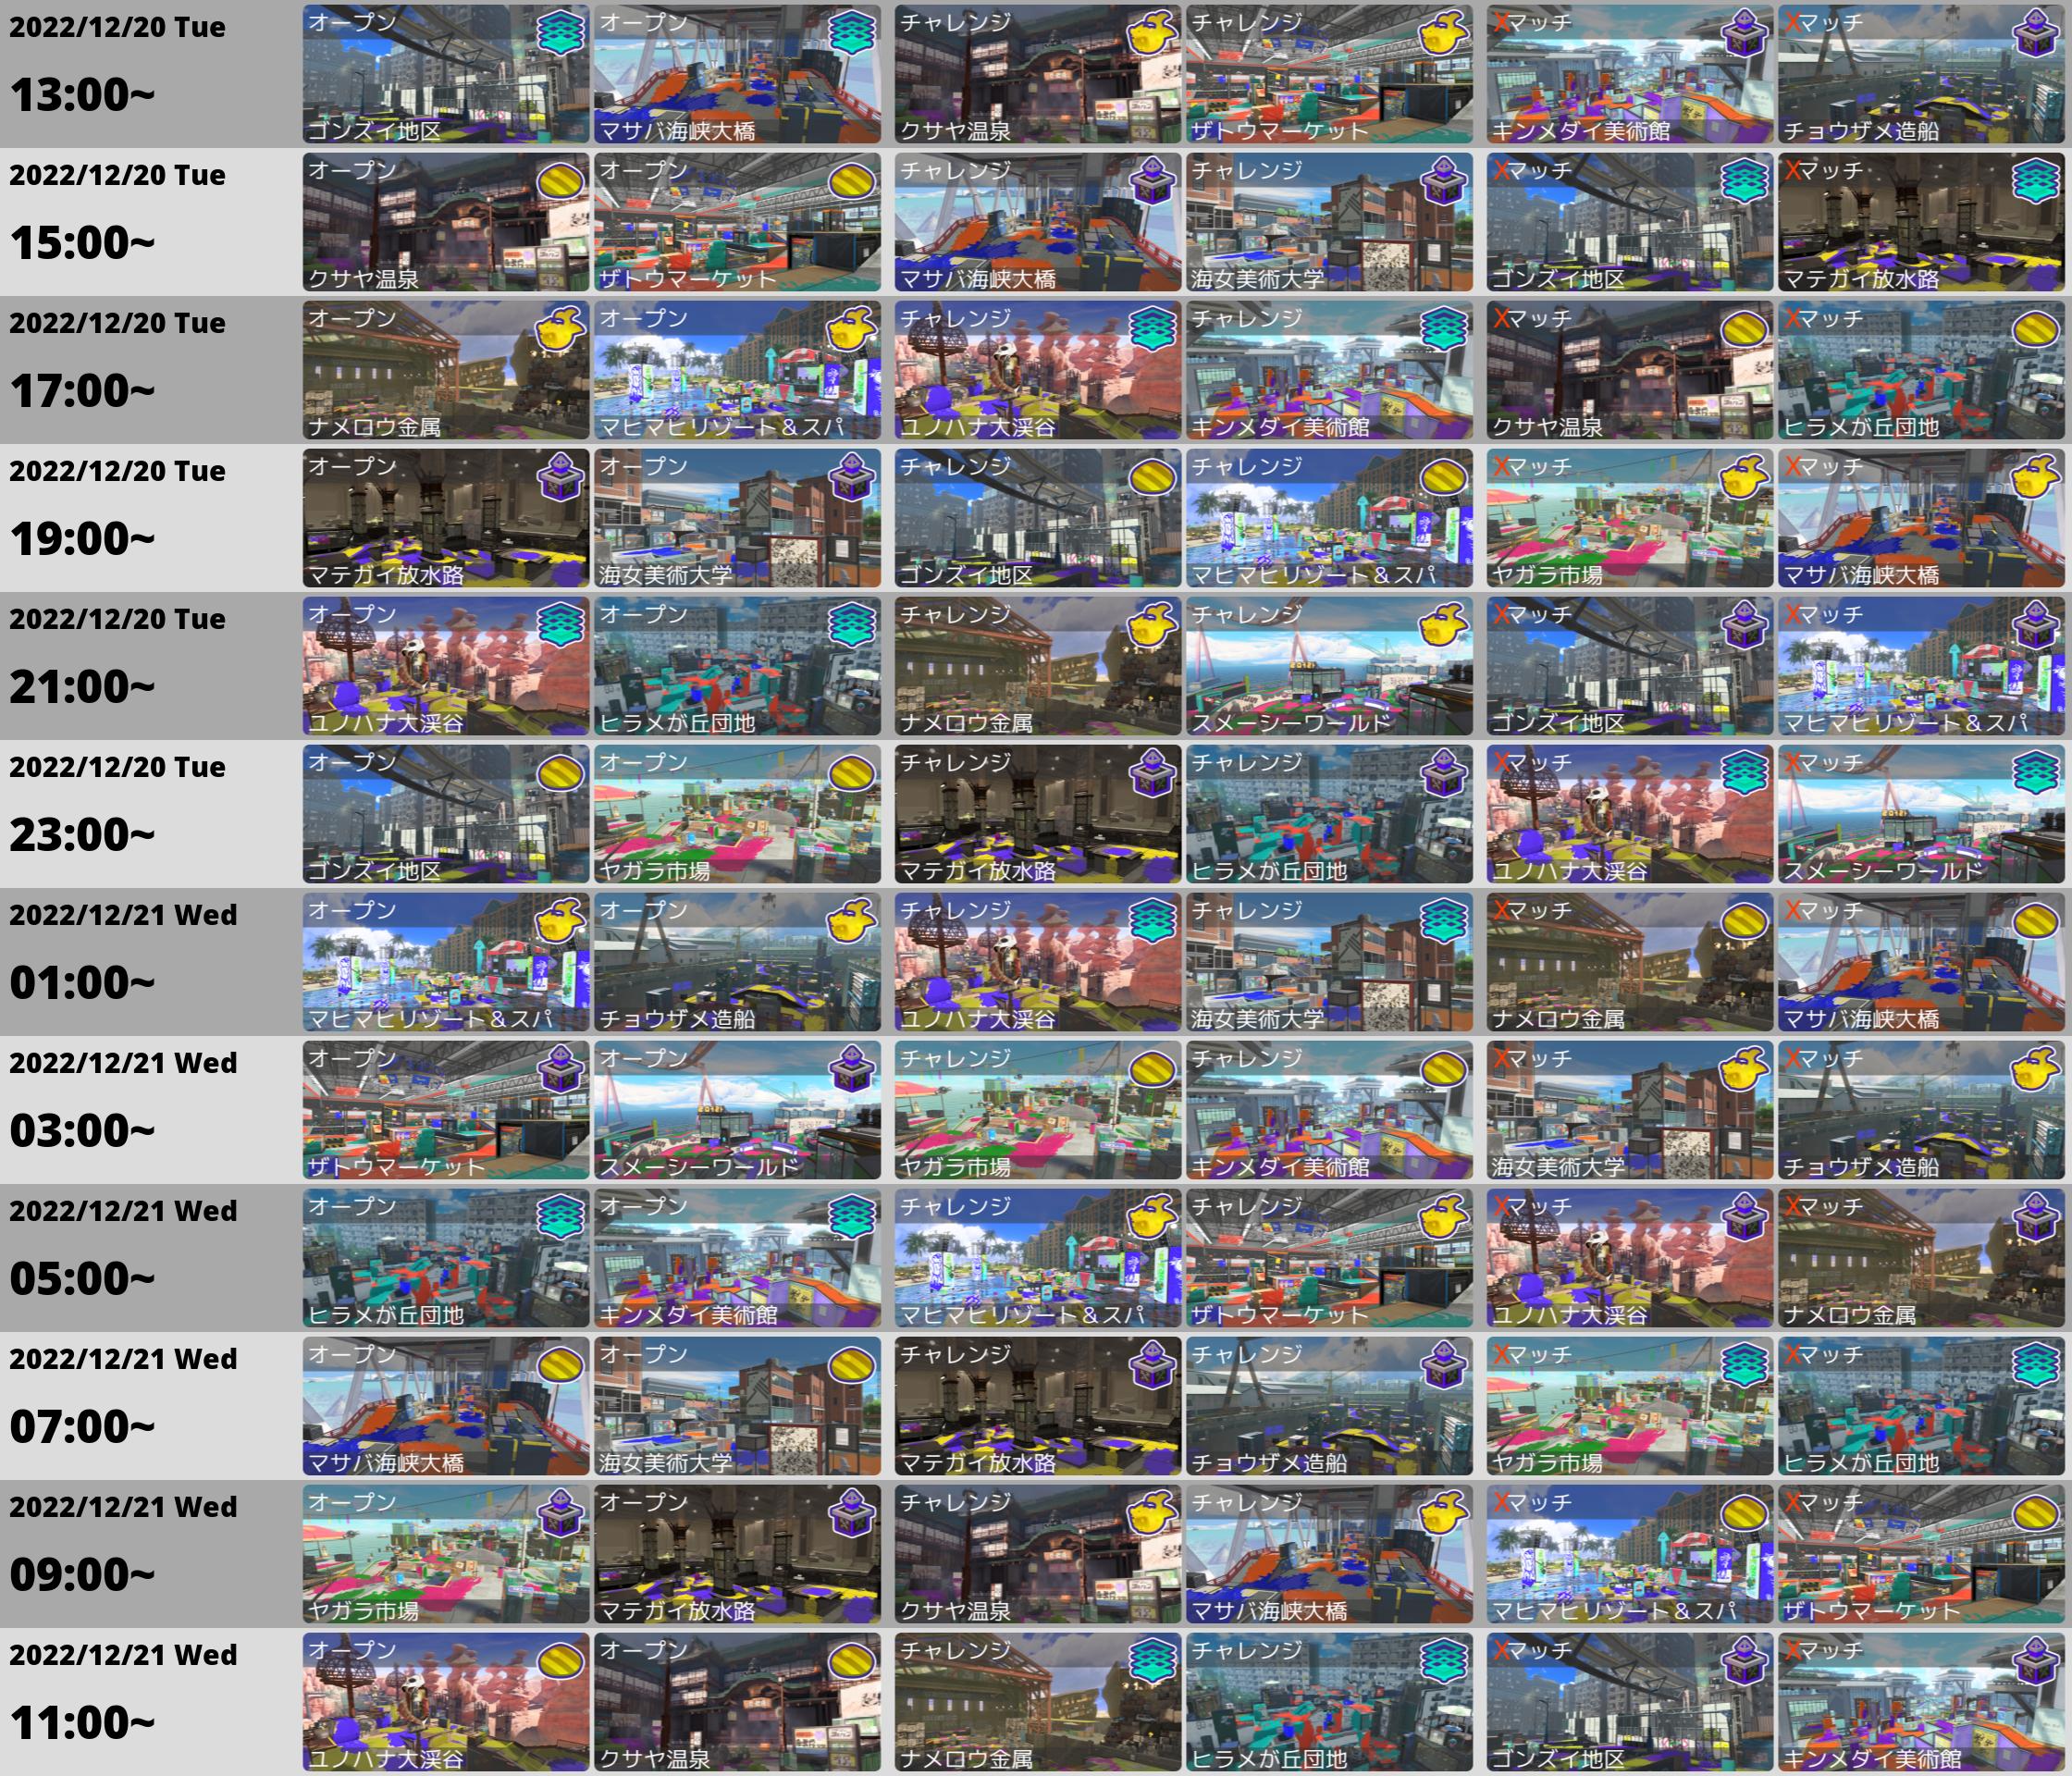 2022/12/20 Tue
13:00~
オープン オープン チャレンジ チャレンジ Xマッチ Xマッチ
ゴンズイ地区 マサバ海峡大橋 クサヤ温泉 ザトウマーケット キンメダイ美術館 チョウザメ造船
2022/12/20 Tue
15:00~
オープン オープン チャレンジ チャレンジ Xマッチ Xマッチ
クサヤ温泉 ザトウマーケット マサバ海峡大橋 海女美術大学 ゴンズイ地区 マテガイ放水路
2022/12/20 Tue
17:00~
オープン オープン チャレンジ チャレンジ Xマッチ Xマッチ
ナメロウ金属 マヒマヒリゾート&スパ ユノハナ大渓谷 キンメダイ美術館 クサヤ温泉 ヒラメが丘団地
2022/12/20 Tue
19:00~
オープン オープン チャレンジ チャレンジ Xマッチ Xマッチ
マテガイ放水路 海女美術大学 ゴンズイ地区 マヒマヒリゾート&スパ ヤガラ市場 マサバ海峡大橋
2022/12/20 Tue
21:00~
オープン オープン チャレンジ チャレンジ Xマッチ Xマッチ
ユノハナ大渓谷 ヒラメが丘団地 ナメロウ金属 スメーシーワールド ゴンズイ地区 マヒマヒリゾート&スパ
2022/12/20 Tue
23:00~
オープン オープン チャレンジ チャレンジ Xマッチ Xマッチ
ゴンズイ地区 ヤガラ市場 マテガイ放水路 ヒラメが丘団地 ユノハナ大渓谷 スメーシーワールド
2022/12/21 Wed
01:00~
オープン オープン チャレンジ チャレンジ Xマッチ Xマッチ
マヒマヒリゾート&スパ チョウザメ造船 ユノハナ大渓谷 海女美術大学 ナメロウ金属 マサバ海峡大橋
2022/12/21 Wed
03:00~
オープン オープン チャレンジ チャレンジ Xマッチ Xマッチ
ザトウマーケット スメーシーワールド ヤガラ市場 キンメダイ美術館 海女美術大学 チョウザメ造船
2022/12/21 Wed
05:00~
オープン オープン チャレンジ チャレンジ Xマッチ Xマッチ
ヒラメが丘団地 キンメダイ美術館 マヒマヒリゾート&スパ ザトウマーケット ユノハナ大渓谷 ナメロウ金属
2022/12/21 Wed
07:00~
オープン オープン チャレンジ チャレンジ Xマッチ Xマッチ
マサバ海峡大橋 海女美術大学 マテガイ放水路 チョウザメ造船 ヤガラ市場 ヒラメが丘団地
2022/12/21 Wed
09:00~
オープン オープン チャレンジ チャレンジ Xマッチ Xマッチ
ヤガラ市場 マテガイ放水路 クサヤ温泉 マサバ海峡大橋 マヒマヒリゾート&スパ ザトウマーケット
2022/12/21 Wed
11:00~
オープン オープン チャレンジ チャレンジ Xマッチ Xマッチ
ユノハナ大渓谷 クサヤ温泉 ナメロウ金属 ヒラメが丘団地 ゴンズイ地区 キンメダイ美術館